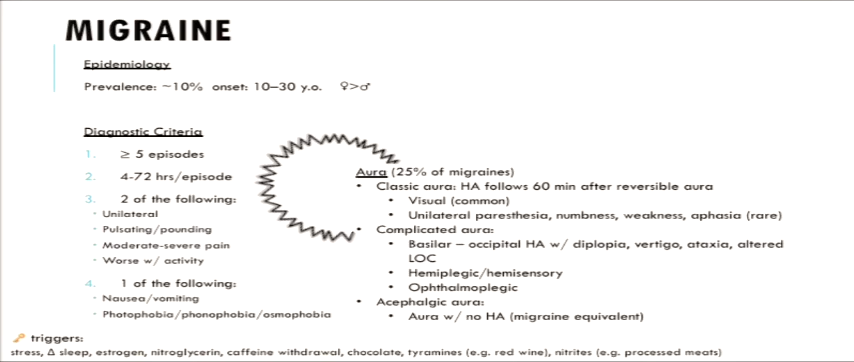 MIGRAINE
Epidemiology
Prevalence: ~10% onset: 10–30 y.o. ♀>♂
Diagnostic Criteria
1. ≥ 5 episodes
2. 4-72 hrs/episode
3. 2 of the following:
- Unilateral
- Pulsating/pounding
- Moderate-severe pain
- Worse w/ activity
4. 1 of the following:
- Nausea/vomiting
- Photophobia/phonophobia/osmophobia
Aura (25% of migraines)
• Classic aura: HA follows 60 min after reversible aura
• Visual (common)
• Unilateral paresthesia, numbness, weakness, aphasia (rare)
• Complicated aura:
• Basilar – occipital HA w/ diplopia, vertigo, ataxia, altered
LOC
• Hemiplegic/hemisensory
• Ophthalmoplegic
• Acephalgic aura:
• Aura w/ no HA (migraine equivalent)
🔑 triggers:
stress, Δ sleep, estrogen, nitroglycerin, caffeine withdrawal, chocolate, tyramines (e.g. red wine), nitrites (e.g. processed meats)